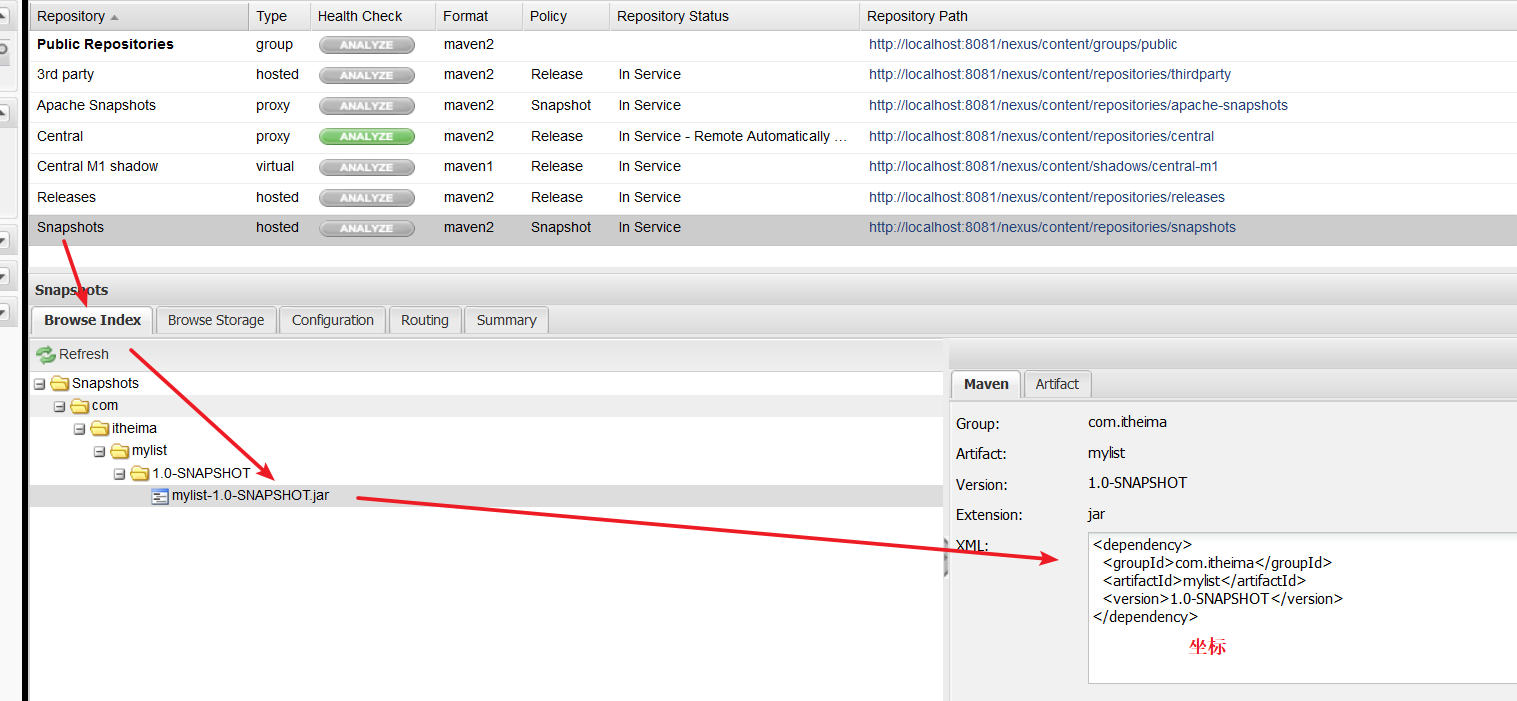 Repository Type Health Check Format Policy Repository Status Repository Path
Public Repositories group ANALYZE maven2 http://localhost:8081/nexus/content/groups/public
3rd party hosted ANALYZE maven2 Release In Service http://localhost:8081/nexus/content/repositories/thirdparty
Apache Snapshots proxy ANALYZE maven2 Snapshot In Service http://localhost:8081/nexus/content/repositories/apache-snapshots
Central proxy ANALYZE maven2 Release In Service - Remote Automatically ... http://localhost:8081/nexus/content/repositories/central
Central M1 shadow virtual ANALYZE maven1 Release In Service http://localhost:8081/nexus/content/shadows/central-m1
Releases hosted ANALYZE maven2 Release In Service http://localhost:8081/nexus/content/repositories/releases
Snapshots hosted ANALYZE maven2 Snapshot In Service http://localhost:8081/nexus/content/repositories/snapshots
Snapshots
Browse Index Browse Storage Configuration Routing Summary
Refresh
Snapshots
com
itheima
mylist
1.0-SNAPSHOT
mylist-1.0-SNAPSHOT.jar
Maven Artifact
Group: com.itheima
Artifact: mylist
Version: 1.0-SNAPSHOT
Extension: jar
XML: <dependency>
<groupId>com.itheima</groupId>
<artifactId>mylist</artifactId>
<version>1.0-SNAPSHOT</version>
</dependency>
坐标